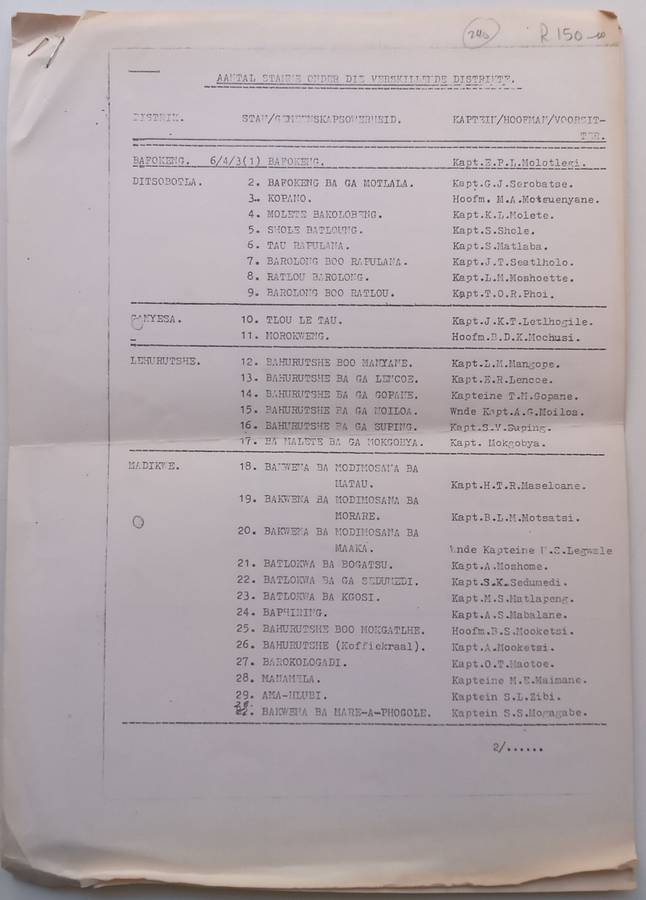 240 R 150-00
AANTAL STAMME ONDER DIE VERSKILLENDE DISTRIKTE.
DISTRIK. STAM/GEMEENSKAPSOWERHEID. KAPTEIN/HOOFMAN/VOORSIT-
TER.
BAFOKENG. 6/4/3(1) BAFOKENG. Kapt.E.P.L.Molotlegi.
DITSOBOTLA. 2. BAFOKENG BA GA MOTLALA. Kapt.G.J.Serobatse.
3. KOPANO. Hoofm. M.A.Motsuenyane.
4. MOLETE BAKOLOBENG. Kapt.K.L.Molete.
5. SHOLE BATLOUNG. Kapt.S.Shole.
6. TAU RAPULANA. Kapt.S.Matlaba.
7. BAROLONG BOO RAPULANA. Kapt.J.T.Seatlholo.
8. RATLOU BAROLONG. Kapt.L.M.Moshoette.
9. BAROLONG BOO RATLOU. Kapt.T.O.R.Phoi.
GANYESA. 10. TLOU LE TAU. Kapt.J.K.T.Letlhogile.
11. MOROKWENG. Hoofm.B.D.K.Mochusi.
LEHURUTSHE. 12. BAHURUTSHE BOO MANYANE. Kapt.L.M.Mangope.
13. BAHURUTSHE BA GA LENCOE. Kapt.E.R.Lencoe.
14. BAHURUTSHE BA GA GOPANE. Kapteine T.M.Gopane.
15. BAHURUTSHE BA GA MOILOA. Wnde Kapt.A.G.Moiloa.
16. BAHURUTSHE BA GA SUPING. Kapt.S.V.Suping.
17. BA MALETE BA GA MOKGOBYA. Kapt. Mokgobya.
MADIKWE. 18. BAKWENA BA MODIMOSANA BA
MATAU. Kapt.H.T.R.Maseloane.
19. BAKWENA BA MODIMOSANA BA
MORARE. Kapt.B.L.M.Motsatsi.
20. BAKWENA BA MODIMOSANA BA
MAAKA. Wnde Kapteine Legwale
21. BATLOKWA BA BOGATSU. Kapt.A.Moshome.
22. BATLOKWA BA GA SEDUMEDI. Kapt.S.K.Sedumedi.
23. BATLOKWA BA KGOSI. Kapt.M.S.Matlapeng.
24. BAPHIRING. Kapt.A.S.Mabalane.
25. BAHURUTSHE BOO MOKGATLHE. Hoofm.B.S.Mooketsi.
26. BAHURUTSHE (Koffiekraal). Kapt.A.Mooketsi.
27. BAROKOLOGADI. Kapt.O.T.Maotoe.
28. MANAMELA. Kapteine M.E.Maimane.
29. AMA-HLUBI. Kaptein S.L.Zibi.
BAKWENA BA MARE-A-PHOGOLE. Kaptein S.S.Mogagabe.
2/......